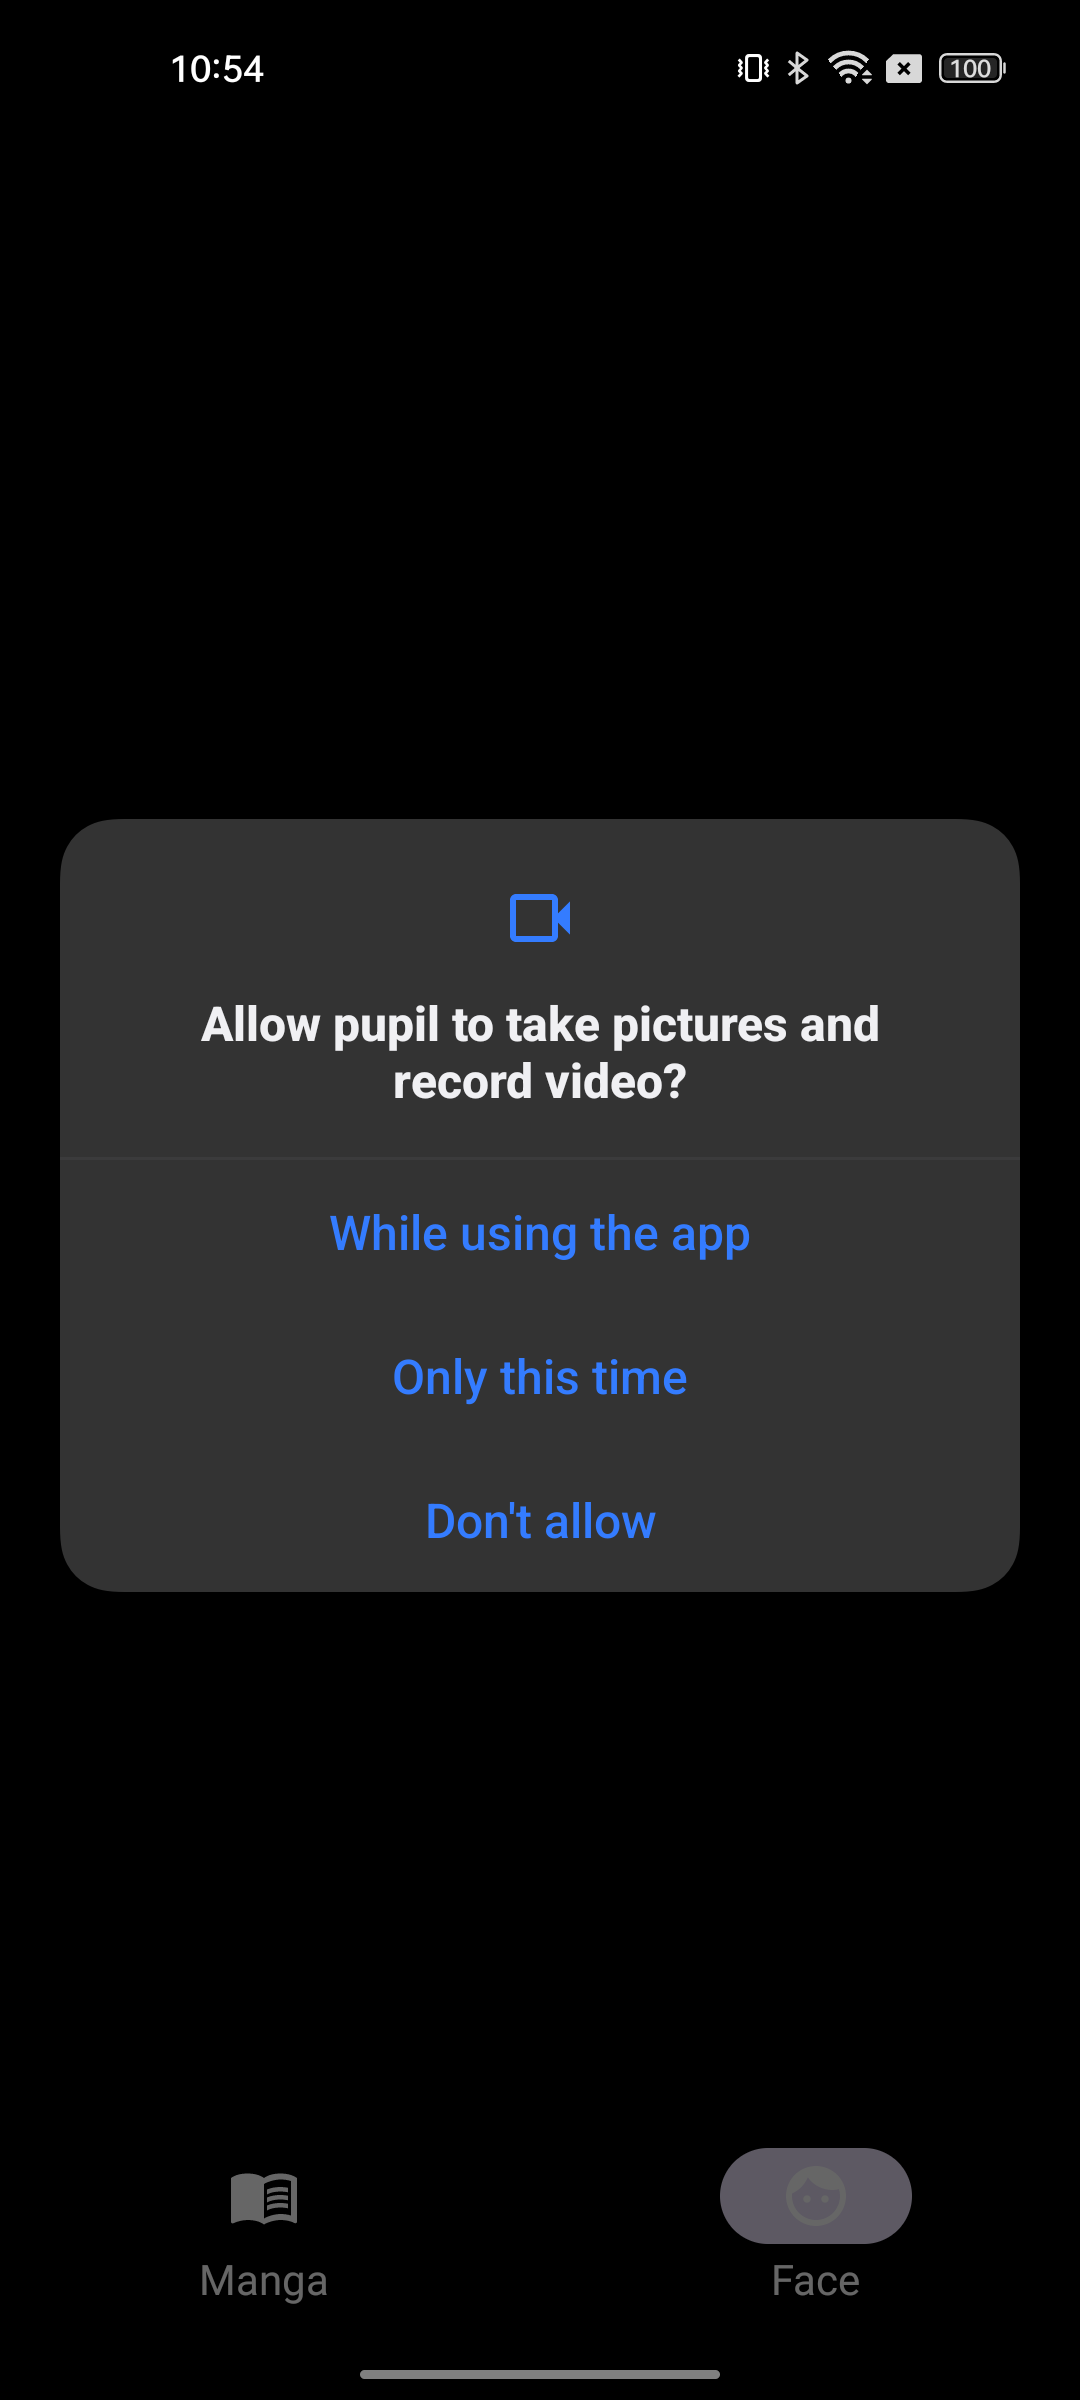 10:54
100
Allow pupil to take pictures and
record video?
While using the app
Only this time
Don't allow
Manga
Face